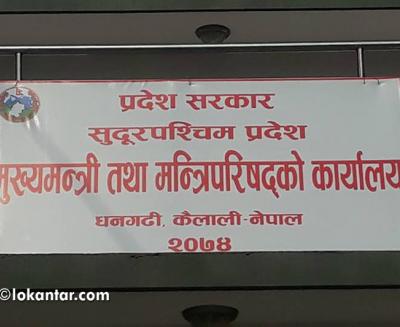 प्रदेश सरकार
सुदूरपश्चिम प्रदेश
मुख्यमन्त्री तथा मन्त्रिपरिषद्को कार्यालय
धनगढी, कैलाली-नेपाल
२०७४
©lokantar.com